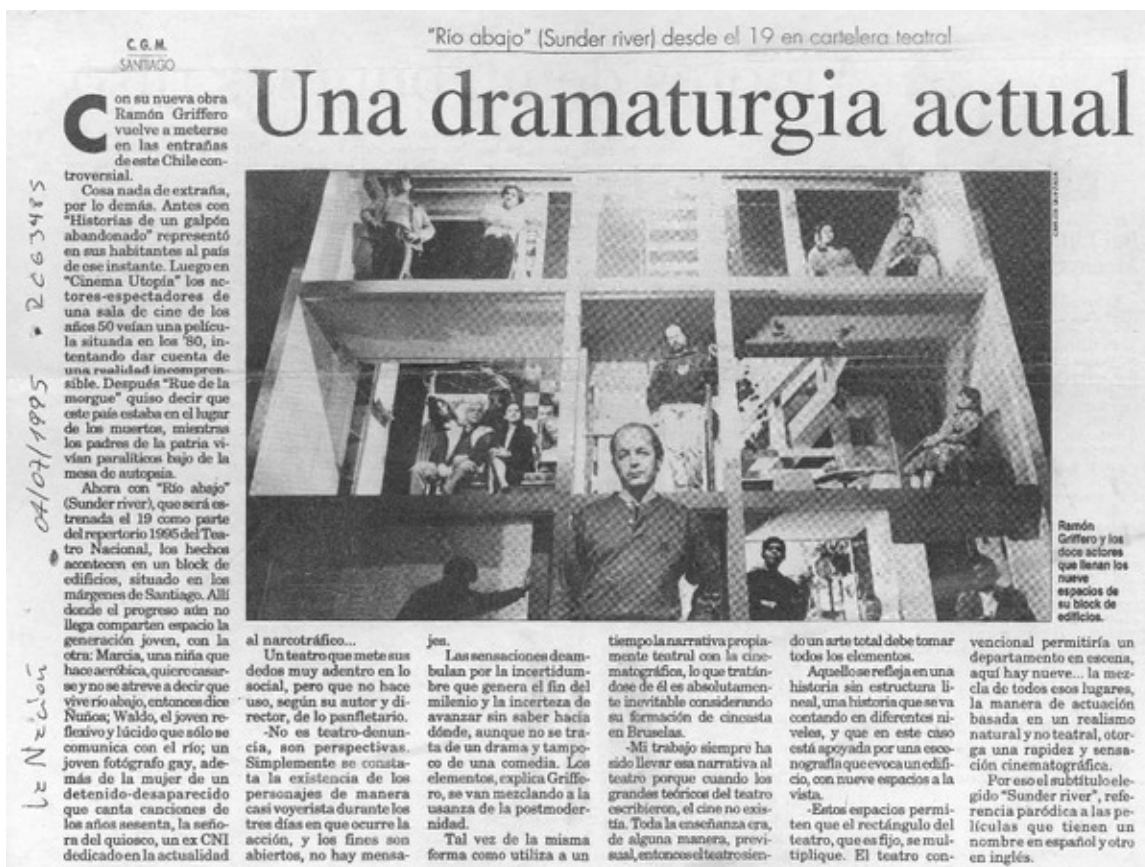 "Río abajo" (Sunder river) desde el 19 en cartelera teatral
C. G. M.
SANTIAGO
Una dramaturgia actual
Con su nueva obra
Ramón Griffero
vuelve a meterse
en las entrañas
de este Chile con-
troversial.
Cosa nada de extraña,
por lo demás. Antes con
"Historias de un galpón
abandonado" representó
en sus habitantes al país
de ese instante. Luego en
"Cinema Utopía" los ac-
tores-espectadores de
una sala de cine de los
años 50 veían una pelícu-
la situada en los '80, in-
tentando dar cuenta de
una realidad incompren-
sible. Después "Rue de la
morgue" quiso decir que
este país estaba en el lugar
de los muertos, mientras
los padres de la patria vi-
vían paralíticos bajo de la
mesa de autopsia.
Ahora con "Río abajo"
(Sunder river), que será es-
trenada el 19 como parte
del repertorio 1995 del Tea-
tro Nacional, los hechos
acontecen en un block de
edificios, situado en los
márgenes de Santiago. Allí
donde el progreso aún no
llega comparten espacio la
generación joven, con la
otra: Marcia, una niña que
hace aeróbica, quiere casar-
se y no se atreve a decir que
vive río abajo, entonces dice
Ñuñoa; Waldo, el joven re-
flexivo y lúcido que sólo se
comunica con el río; un
joven fotógrafo gay, ade-
más de la mujer de un
detenido-desaparecido
que canta canciones de
los años sesenta, la seño-
ra del quiosco, un ex CNI
dedicado en la actualidad
al narcotráfico...
Un teatro que mete sus
dedos muy adentro en lo
social, pero que no hace
uso, según su autor y di-
rector, de lo panfletario.
-No es teatro-denun-
cia, son perspectivas.
Simplemente se consta-
ta la existencia de los
personajes de manera
casi voyerista durante los
tres días en que ocurre la
acción, y los fines son
abiertos, no hay mensa-
jes.
Las sensaciones deam-
bulan por la incertidum-
bre que genera el fin del
milenio y la incerteza de
avanzar sin saber hacia
dónde, aunque no se tra-
ta de un drama y tampo-
co de una comedia. Los
elementos, explica Griffe-
ro, se van mezclando a la
usanza de la postmoder-
nidad.
Tal vez de la misma
forma como utiliza a un
tiempo la narrativa propia-
mente teatral con la cine-
matográfica, lo que tratán-
dose de él es absolutamen-
te inevitable considerando
su formación de cineasta
en Bruselas.
-Mi trabajo siempre ha
sido llevar esa narrativa al
teatro porque cuando los
grandes teóricos del teatro
escribieron, el cine no exis-
tía. Toda la enseñanza era,
de alguna manera, previ-
sual, entonces el teatro sien-
do un arte total debe tomar
todos los elementos.
Aquello se refleja en una
historia sin estructura li-
neal, una historia que se va
contando en diferentes ni-
veles, y que en este caso
está apoyada por una esce-
nografía que evoca un edifi-
cio, con nueve espacios a la
vista.
-Estos espacios permi-
ten que el rectángulo del
teatro, que es fijo, se mul-
tiplique. El teatro con-
vencional permitiría un
departamento en escena,
aquí hay nueve... la mez-
cla de todos esos lugares,
la manera de actuación
basada en un realismo
natural y no teatral, otor-
ga una rapidez y sensa-
ción cinematográfica.
Por eso el subtítulo ele-
gido "Sunder river", refe-
rencia paródica a las pe-
lículas que tienen un
nombre en español y otro
en inglés.
Ramón
Griffero y los
doce actores
que llenan los
nueve
espacios de
su block de
edificios.
La Nación • 04/07/1995 • 2063485